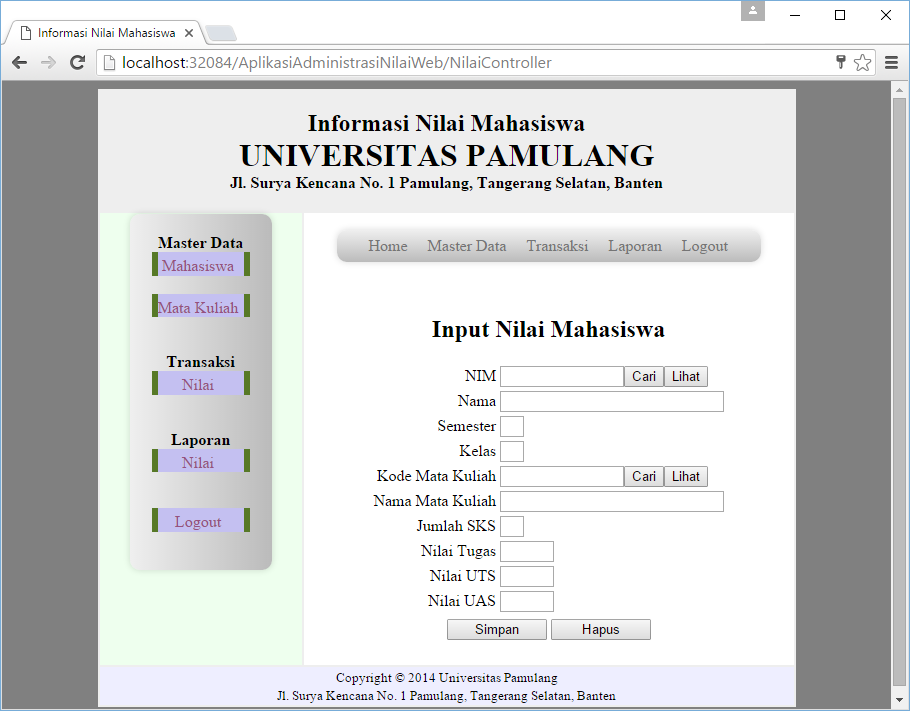 Informasi Nilai Mahasiswa
localhost:32084/AplikasiAdministrasiNilaiWeb/NilaiController
Informasi Nilai Mahasiswa
UNIVERSITAS PAMULANG
Jl. Surya Kencana No. 1 Pamulang, Tangerang Selatan, Banten
Master Data
Mahasiswa
Mata Kuliah
Transaksi
Nilai
Laporan
Nilai
Logout
Home Master Data Transaksi Laporan Logout
Input Nilai Mahasiswa
NIM Cari Lihat
Nama
Semester
Kelas
Kode Mata Kuliah Cari Lihat
Nama Mata Kuliah
Jumlah SKS
Nilai Tugas
Nilai UTS
Nilai UAS
Simpan Hapus
Copyright © 2014 Universitas Pamulang
Jl. Surya Kencana No. 1 Pamulang, Tangerang Selatan, Banten